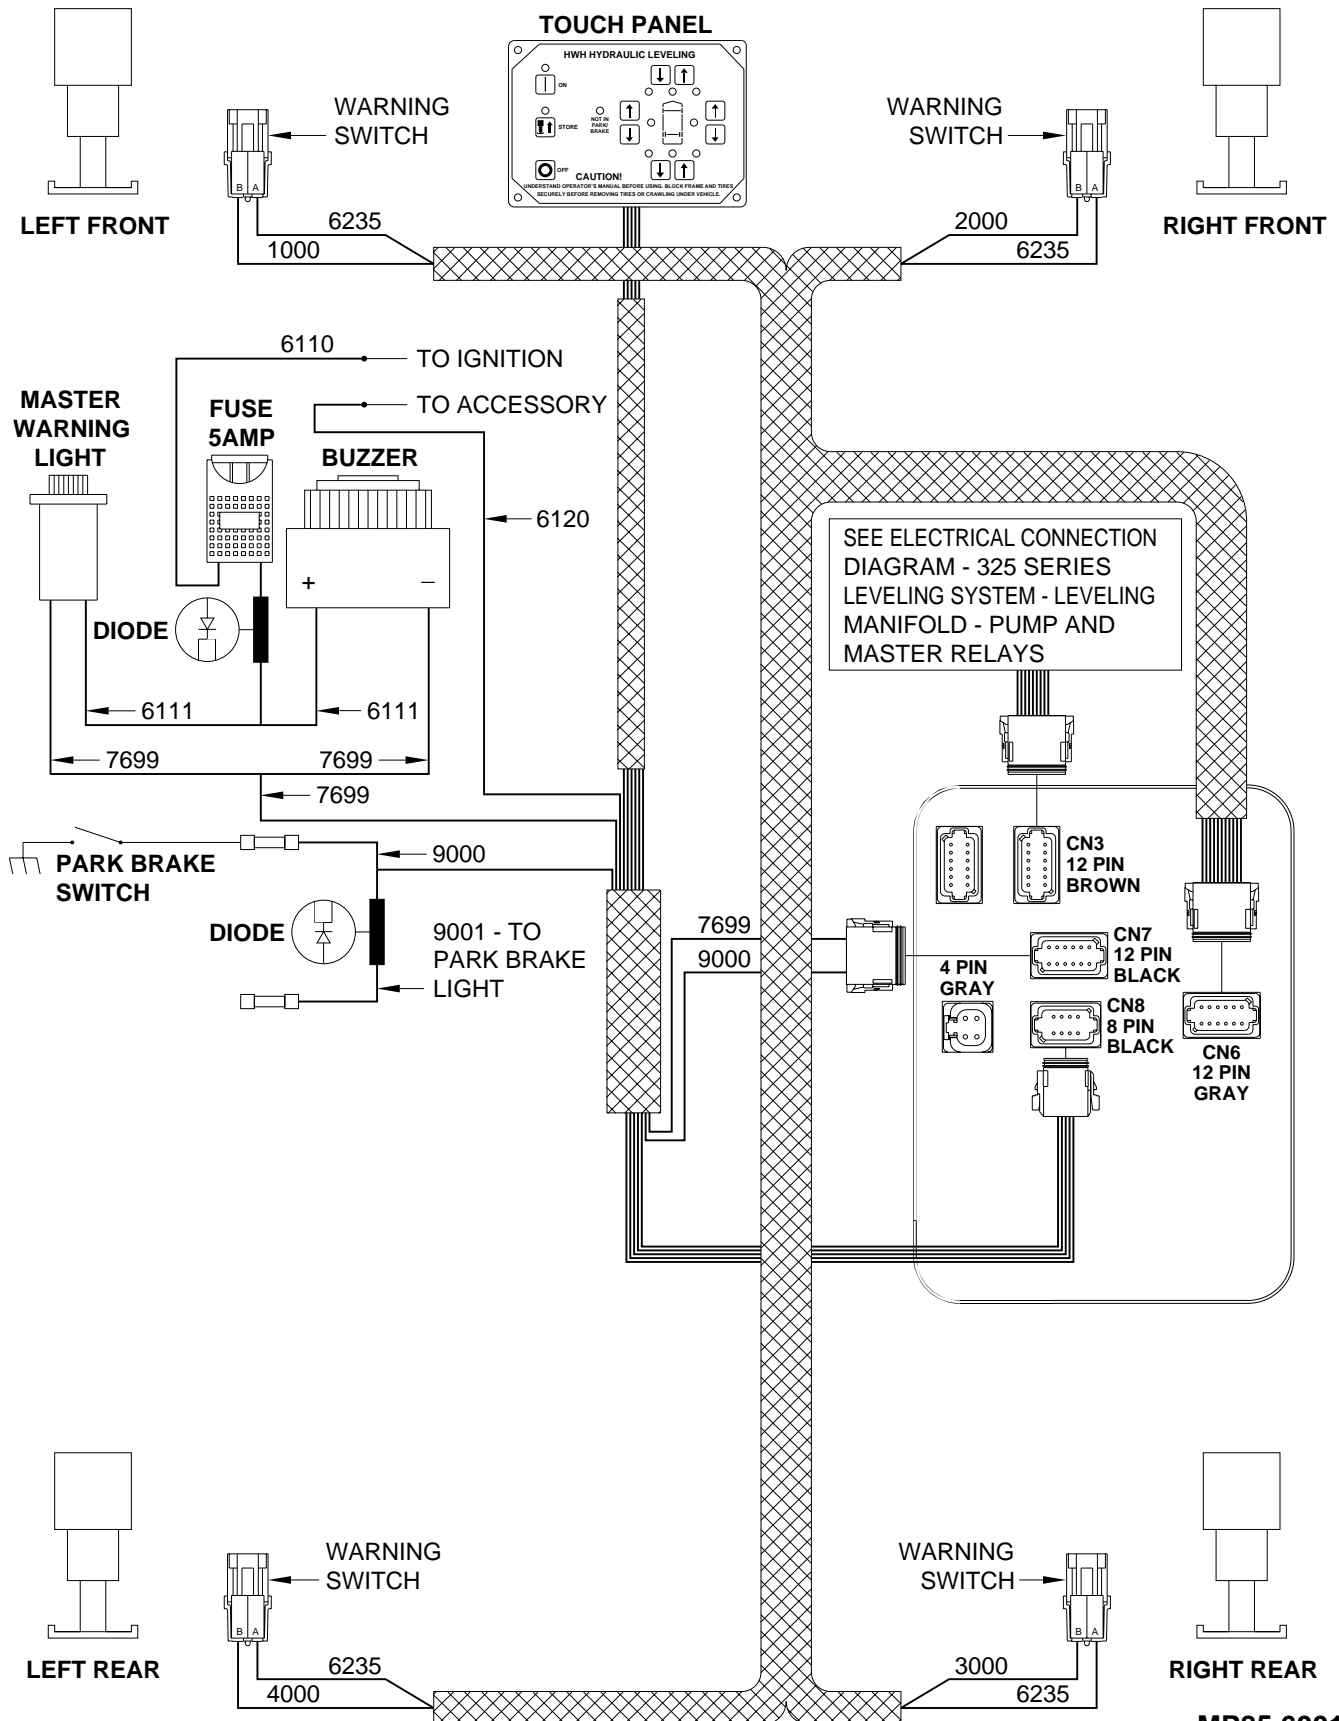 TOUCH PANEL
HWH HYDRAULIC LEVELING
ON
STORE
NOT IN
PARK/
BRAKE
OFF
CAUTION!
UNDERSTAND OPERATOR'S MANUAL BEFORE USING. BLOCK FRAME AND TIRES
SECURELY BEFORE REMOVING TIRES OR CRAWLING UNDER VEHICLE.
WARNING
SWITCH
B A
LEFT FRONT
6235
1000
WARNING
SWITCH
B A
RIGHT FRONT
2000
6235
6110
TO IGNITION
TO ACCESSORY
MASTER
WARNING
LIGHT
FUSE
5AMP
BUZZER
+ −
6120
DIODE
6111
6111
7699
7699
7699
SEE ELECTRICAL CONNECTION
DIAGRAM - 325 SERIES
LEVELING SYSTEM - LEVELING
MANIFOLD - PUMP AND
MASTER RELAYS
PARK BRAKE
SWITCH
9000
DIODE
9001 - TO
PARK BRAKE
LIGHT
7699
9000
CN3
12 PIN
BROWN
CN7
12 PIN
BLACK
4 PIN
GRAY
CN8
8 PIN
BLACK
CN6
12 PIN
GRAY
WARNING
SWITCH
B A
LEFT REAR
6235
4000
WARNING
SWITCH
B A
RIGHT REAR
3000
6235